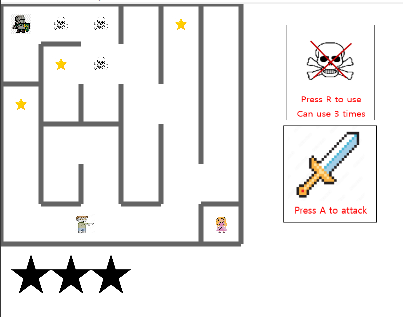 Press R to use
Can use 3 times
Press A to attack